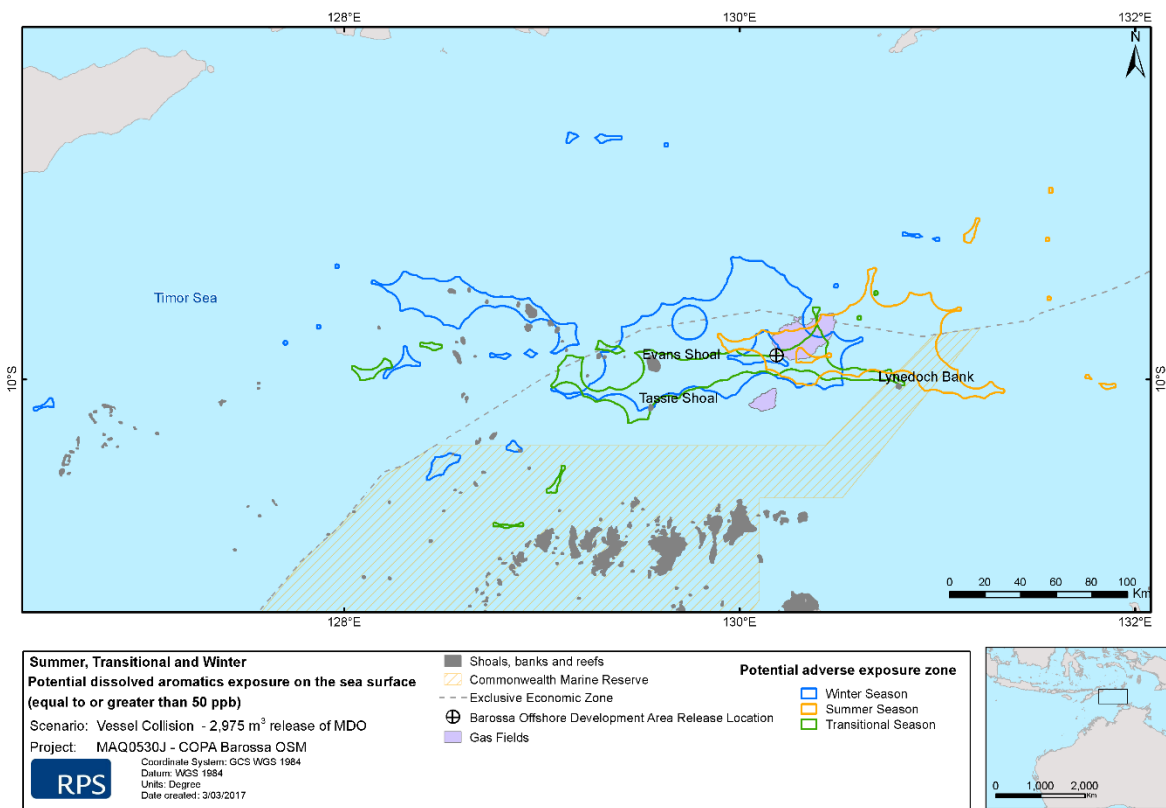 128°E
130°E
132°E
N
Timor Sea
10°S
Evans Shoal
10°S
Lynedoch Bank
Tassie Shoal
0 20 40 60 80 100
Km
128°E
130°E
132°E
Summer, Transitional and Winter
Potential dissolved aromatics exposure on the sea surface
(equal to or greater than 50 ppb)
Scenario: Vessel Collision - 2,975 m³ release of MDO
Project: MAQ0530J - COPA Barossa OSM
RPS
Coordinate System: GCS WGS 1984
Datum: WGS 1984
Units: Degree
Date created: 3/03/2017
Shoals, banks and reefs
Commonwealth Marine Reserve
Exclusive Economic Zone
Barossa Offshore Development Area Release Location
Gas Fields
Potential adverse exposure zone
Winter Season
Summer Season
Transitional Season
0 1,000 2,000
Km